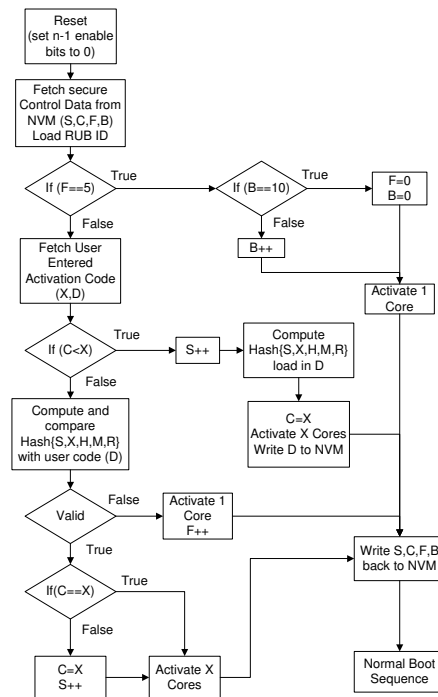 Reset
(set n-1 enable
bits to 0)
Fetch secure
Control Data from
NVM (S,C,F,B)
Load RUB ID
If (F==5)
True
If (B==10)
True
F=0
B=0
False
False
B++
Fetch User
Entered
Activation Code
(X,D)
Activate 1
Core
If (C<X)
True
S++
Compute
Hash{S,X,H,M,R}
load in D
False
Compute and
compare
Hash{S,X,H,M,R}
with user code (D)
C=X
Activate X Cores
Write D to NVM
Valid
False
Activate 1
Core
F++
True
Write S,C,F,B
back to NVM
If(C==X)
True
False
C=X
S++
Activate X
Cores
Normal Boot
Sequence